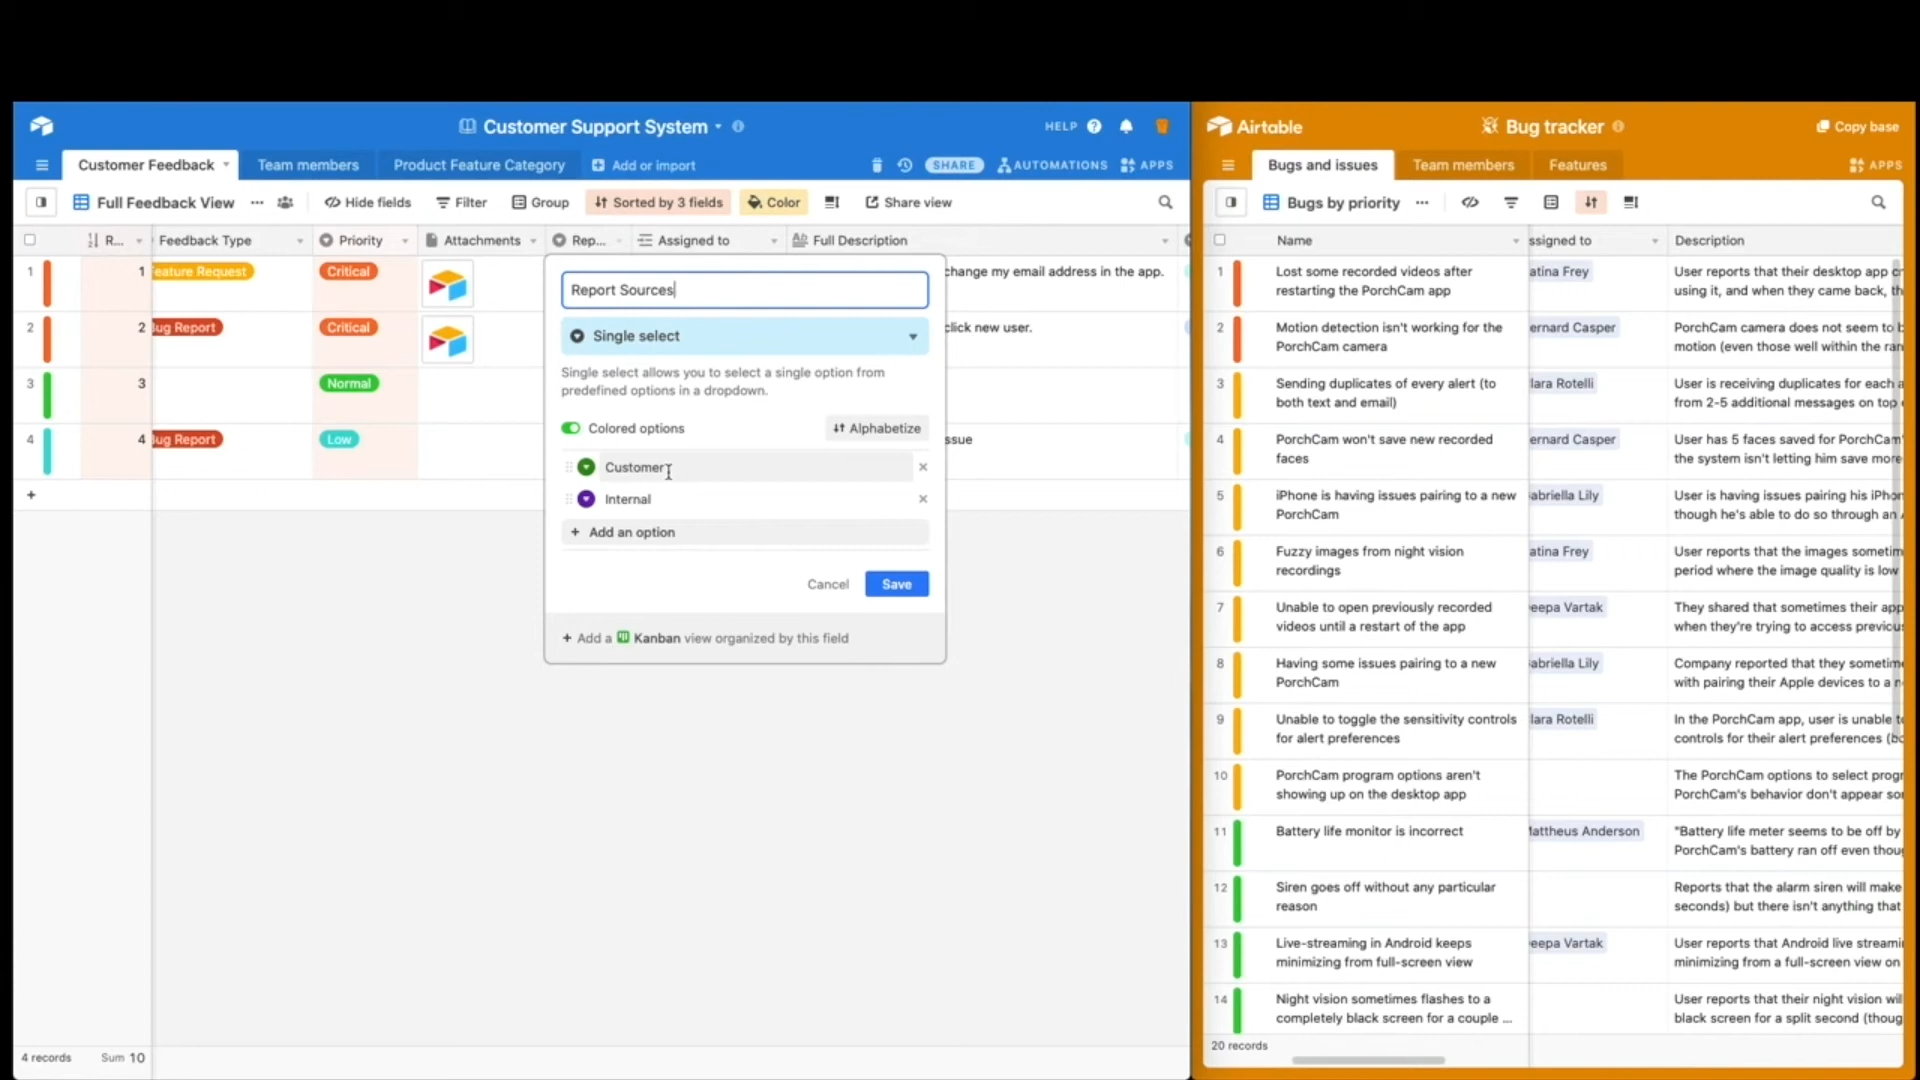 Customer Support System
HELP
Customer Feedback
Team members
Product Feature Category
Add or import
SHARE
AUTOMATIONS
APPS
Full Feedback View
Hide fields
Filter
Group
Sorted by 3 fields
Color
Share view
R...
Feedback Type
Priority
Attachments
Rep...
Assigned to
Full Description
1
1
eature Request
Critical
change my email address in the app.
2
2
ug Report
Critical
click new user.
3
3
Normal
4
4
ug Report
Low
ssue
+
Report Sources
Single select
Single select allows you to select a single option from
predefined options in a dropdown.
Colored options
Alphabetize
Customer
Internal
+ Add an option
Cancel
Save
+ Add a Kanban view organized by this field
4 records
Sum 10
Airtable
Bug tracker
Copy base
Bugs and issues
Team members
Features
APPS
Bugs by priority
Name
ssigned to
Description
1
Lost some recorded videos after
restarting the PorchCam app
atina Frey
User reports that their desktop app c
using it, and when they came back, th
2
Motion detection isn't working for the
PorchCam camera
ernard Casper
PorchCam camera does not seem to b
motion (even those well within the ran
3
Sending duplicates of every alert (to
both text and email)
lara Rotelli
User is receiving duplicates for each a
from 2-5 additional messages on top
4
PorchCam won't save new recorded
faces
ernard Casper
User has 5 faces saved for PorchCam'
the system isn't letting him save more
5
iPhone is having issues pairing to a new
PorchCam
abriella Lily
User is having issues pairing his iPhon
though he's able to do so through an
6
Fuzzy images from night vision
recordings
atina Frey
User reports that the images sometim
period where the image quality is low
7
Unable to open previously recorded
videos until a restart of the app
eepa Vartak
They shared that sometimes their app
when they're trying to access previou
8
Having some issues pairing to a new
PorchCam
abriella Lily
Company reported that they sometim
with pairing their Apple devices to a n
9
Unable to toggle the sensitivity controls
for alert preferences
lara Rotelli
In the PorchCam app, user is unable t
controls for their alert preferences (bo
10
PorchCam program options aren't
showing up on the desktop app
The PorchCam options to select progr
PorchCam's behavior don't appear so
11
Battery life monitor is incorrect
Mattheus Anderson
"Battery life meter seems to be off by
PorchCam's battery ran off even thou
12
Siren goes off without any particular
reason
Reports that the alarm siren will make
seconds) but there isn't anything that
13
Live-streaming in Android keeps
minimizing from full-screen view
eepa Vartak
User reports that Android live streami
minimizing from a full-screen view on
14
Night vision sometimes flashes to a
completely black screen for a couple ...
User reports that their night vision wil
black screen for a split second (thoug
20 records